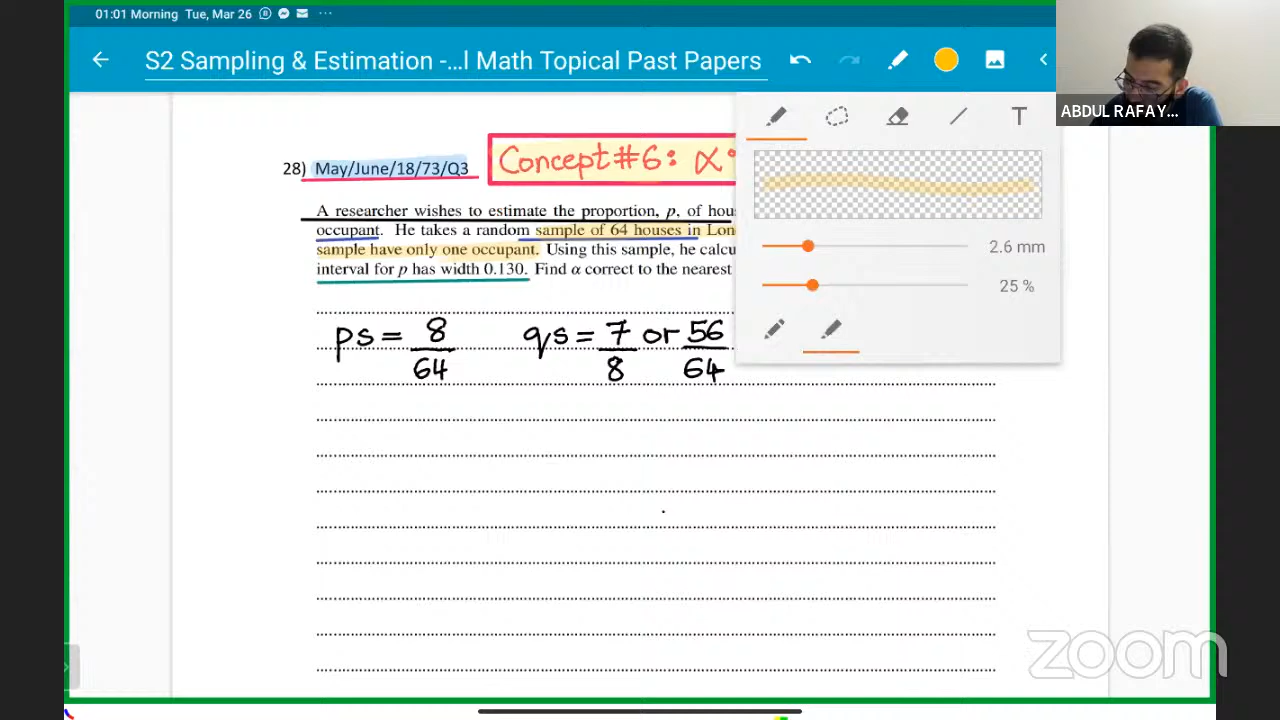 01:01 Morning Tue, Mar 26 ...
S2 Sampling & Estimation -...l Math Topical Past Papers
ABDUL RAFAY...
T
28) May/June/18/73/Q3
Concept#6: α
2.6 mm
25 %
A researcher wishes to estimate the proportion, p, of hou
occupant. He takes a random sample of 64 houses in Lon
sample have only one occupant. Using this sample, he calcu
interval for p has width 0.130. Find α correct to the nearest
ps = 8/64 qs = 7/8 or 56/64
zoom